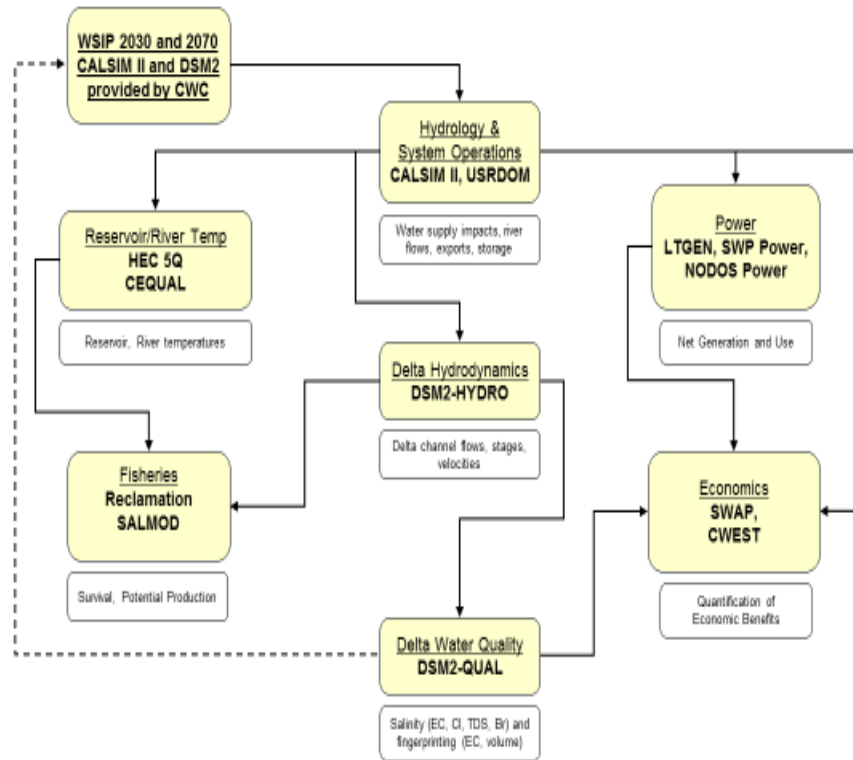 WSIP 2030 and 2070
CALSIM II and DSM2
provided by CWC
Hydrology &
System Operations
CALSIM II, USRDOM
Water supply impacts, river
flows, exports, storage
Reservoir/River Temp
HEC 5Q
CEQUAL
Reservoir, River temperatures
Power
LTGEN, SWP Power,
NODOS Power
Net Generation and Use
Delta Hydrodynamics
DSM2-HYDRO
Delta channel flows, stages,
velocities
Fisheries
Reclamation
SALMOD
Survival, Potential Production
Economics
SWAP,
CWEST
Quantification of
Economic Benefits
Delta Water Quality
DSM2-QUAL
Salinity (EC, Cl, TDS, Br) and
fingerprinting (EC, volume)